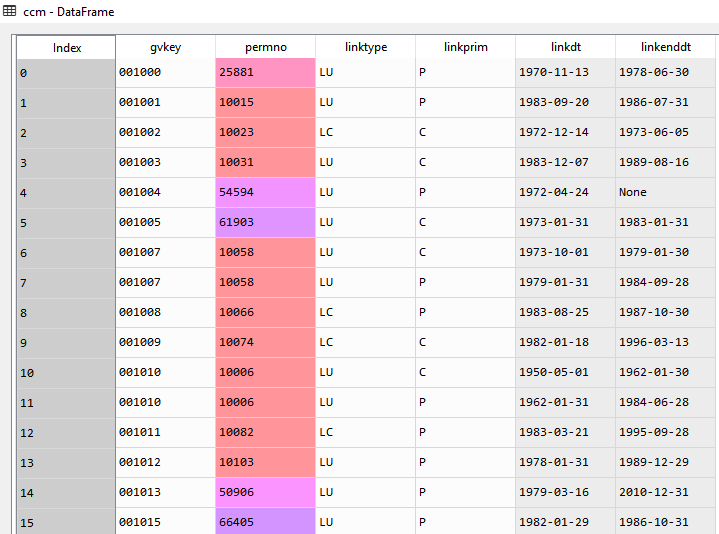 ccm - DataFrame
Index gvkey permno linktype linkprim linkdt linkenddt
0 001000 25881 LU P 1970-11-13 1978-06-30
1 001001 10015 LU P 1983-09-20 1986-07-31
2 001002 10023 LC C 1972-12-14 1973-06-05
3 001003 10031 LU C 1983-12-07 1989-08-16
4 001004 54594 LU P 1972-04-24 None
5 001005 61903 LU C 1973-01-31 1983-01-31
6 001007 10058 LU C 1973-10-01 1979-01-30
7 001007 10058 LU P 1979-01-31 1984-09-28
8 001008 10066 LC P 1983-08-25 1987-10-30
9 001009 10074 LC C 1982-01-18 1996-03-13
10 001010 10006 LU C 1950-05-01 1962-01-30
11 001010 10006 LU P 1962-01-31 1984-06-28
12 001011 10082 LC P 1983-03-21 1995-09-28
13 001012 10103 LU P 1978-01-31 1989-12-29
14 001013 50906 LU P 1979-03-16 2010-12-31
15 001015 66405 LU P 1982-01-29 1986-10-31